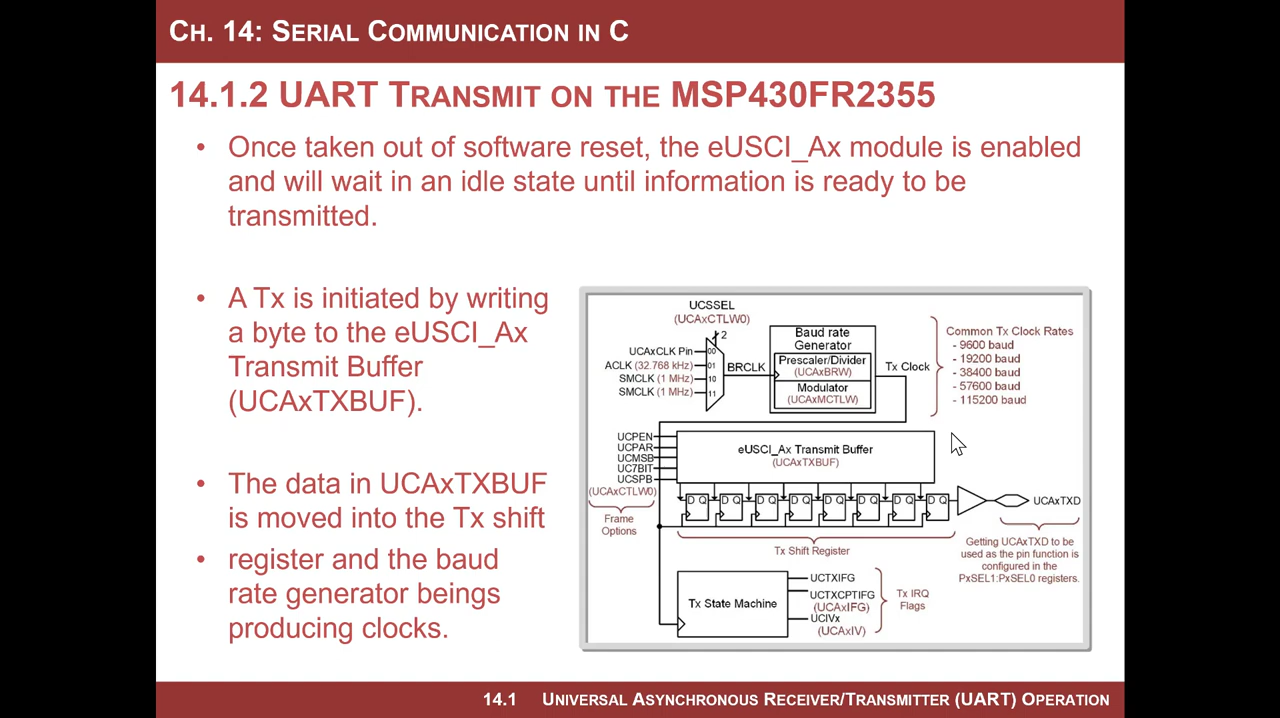 CH. 14: SERIAL COMMUNICATION IN C
14.1.2 UART TRANSMIT ON THE MSP430FR2355
• Once taken out of software reset, the eUSCI_Ax module is enabled
and will wait in an idle state until information is ready to be
transmitted.
• A Tx is initiated by writing
a byte to the eUSCI_Ax
Transmit Buffer
(UCAxTXBUF).
• The data in UCAxTXBUF
is moved into the Tx shift
• register and the baud
rate generator beings
producing clocks.
UCSSEL
(UCAxCTLW0)
2
UCAxCLK Pin
00
ACLK (32.768 kHz)
01
SMCLK (1 MHz)
10
SMCLK (1 MHz)
11
BRCLK
Baud rate
Generator
Prescaler/Divider
(UCAxBRW)
Modulator
(UCAxMCTLW)
Tx Clock
Common Tx Clock Rates
- 9600 baud
- 19200 baud
- 38400 baud
- 57600 baud
- 115200 baud
UCPEN
UCPAR
UCMSB
UC7BIT
UCSPB
(UCAxCTLW0)
Frame
Options
eUSCI_Ax Transmit Buffer
(UCAxTXBUF)
D Q D Q D Q D Q D Q D Q D Q D Q
UCAxTXD
Tx Shift Register
Getting UCAxTXD to be
used as the pin function is
configured in the
PxSEL1:PxSEL0 registers.
Tx State Machine
UCTXIFG
UCTXCPTIFG
(UCAxIFG)
UCIVx
(UCAxIV)
Tx IRQ
Flags
14.1 UNIVERSAL ASYNCHRONOUS RECEIVER/TRANSMITTER (UART) OPERATION